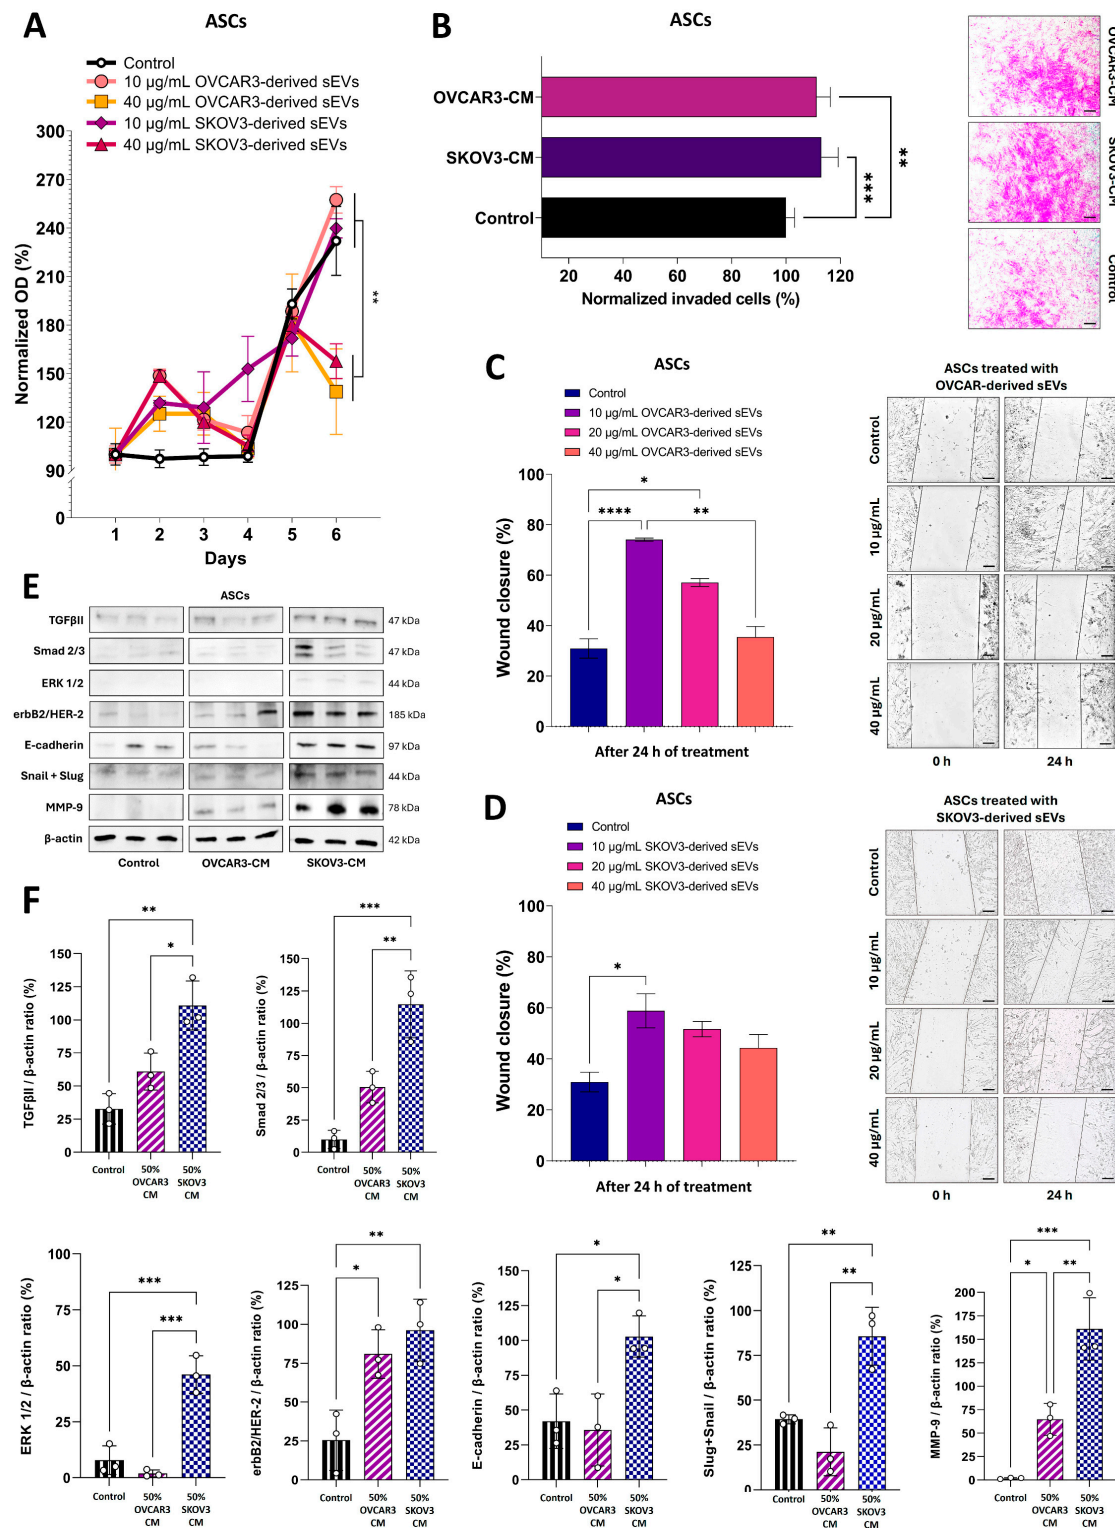 A
ASCs
Control
10 µg/mL OVCAR3-derived sEVs
40 µg/mL OVCAR3-derived sEVs
10 µg/mL SKOV3-derived sEVs
40 µg/mL SKOV3-derived sEVs
Normalized OD (%)
300
270
240
210
180
150
120
90
0
**
1 2 3 4 5 6
Days
B
ASCs
OVCAR3-CM
SKOV3-CM
Control
***
**
20 40 60 80 100 120
Normalized invaded cells (%)
OVCAR3-CM
SKOV3-CM
Control
C
ASCs
Control
10 µg/mL OVCAR3-derived sEVs
20 µg/mL OVCAR3-derived sEVs
40 µg/mL OVCAR3-derived sEVs
Wound closure (%)
100
80
60
40
20
0
*
**** **
After 24 h of treatment
ASCs treated with
OVCAR-derived sEVs
Control
10 µg/mL
20 µg/mL
40 µg/mL
0 h 24 h
E
ASCs
TGFβII 47 kDa
Smad 2/3 47 kDa
ERK 1/2 44 kDa
erbB2/HER-2 185 kDa
E-cadherin 97 kDa
Snail + Slug 44 kDa
MMP-9 78 kDa
β-actin 42 kDa
Control OVCAR3-CM SKOV3-CM
D
ASCs
Control
10 µg/mL SKOV3-derived sEVs
20 µg/mL SKOV3-derived sEVs
40 µg/mL SKOV3-derived sEVs
Wound closure (%)
100
80
60
40
20
0
*
After 24 h of treatment
ASCs treated with
SKOV3-derived sEVs
Control
10 µg/mL
20 µg/mL
40 µg/mL
0 h 24 h
F
TGFβII / β-actin ratio (%)
150
125
100
75
50
25
0
**
*
Control 50% 50%
OVCAR3 SKOV3
CM CM
Smad 2/3 / β-actin ratio (%)
150
125
100
75
50
25
0
***
**
Control 50% 50%
OVCAR3 SKOV3
CM CM
ERK 1/2 / β-actin ratio (%)
100
75
50
25
0
***
***
Control 50% 50%
OVCAR3 SKOV3
CM CM
erbB2/HER-2 / β-actin ratio (%)
125
100
75
50
25
0
**
*
Control 50% 50%
OVCAR3 SKOV3
CM CM
E-cadherin / β-actin ratio (%)
150
125
100
75
50
25
0
*
*
Control 50% 50%
OVCAR3 SKOV3
CM CM
Slug+Snail / β-actin ratio (%)
125
100
75
50
25
0
**
**
Control 50% 50%
OVCAR3 SKOV3
CM CM
MMP-9 / β-actin ratio (%)
200
175
150
125
100
75
50
25
0
***
* **
Control 50% 50%
OVCAR3 SKOV3
CM CM